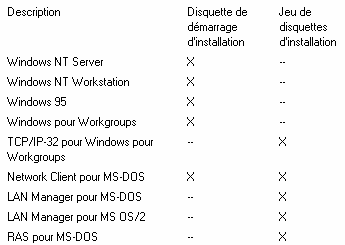 Description Disquette de démarrage d'installation Jeu de disquettes d'installation
Windows NT Server X --
Windows NT Workstation X --
Windows 95 X --
Windows pour Workgroups X --
TCP/IP-32 pour Windows pour Workgroups -- X
Network Client pour MS-DOS X X
LAN Manager pour MS-DOS -- X
LAN Manager pour MS OS/2 -- X
RAS pour MS-DOS -- X